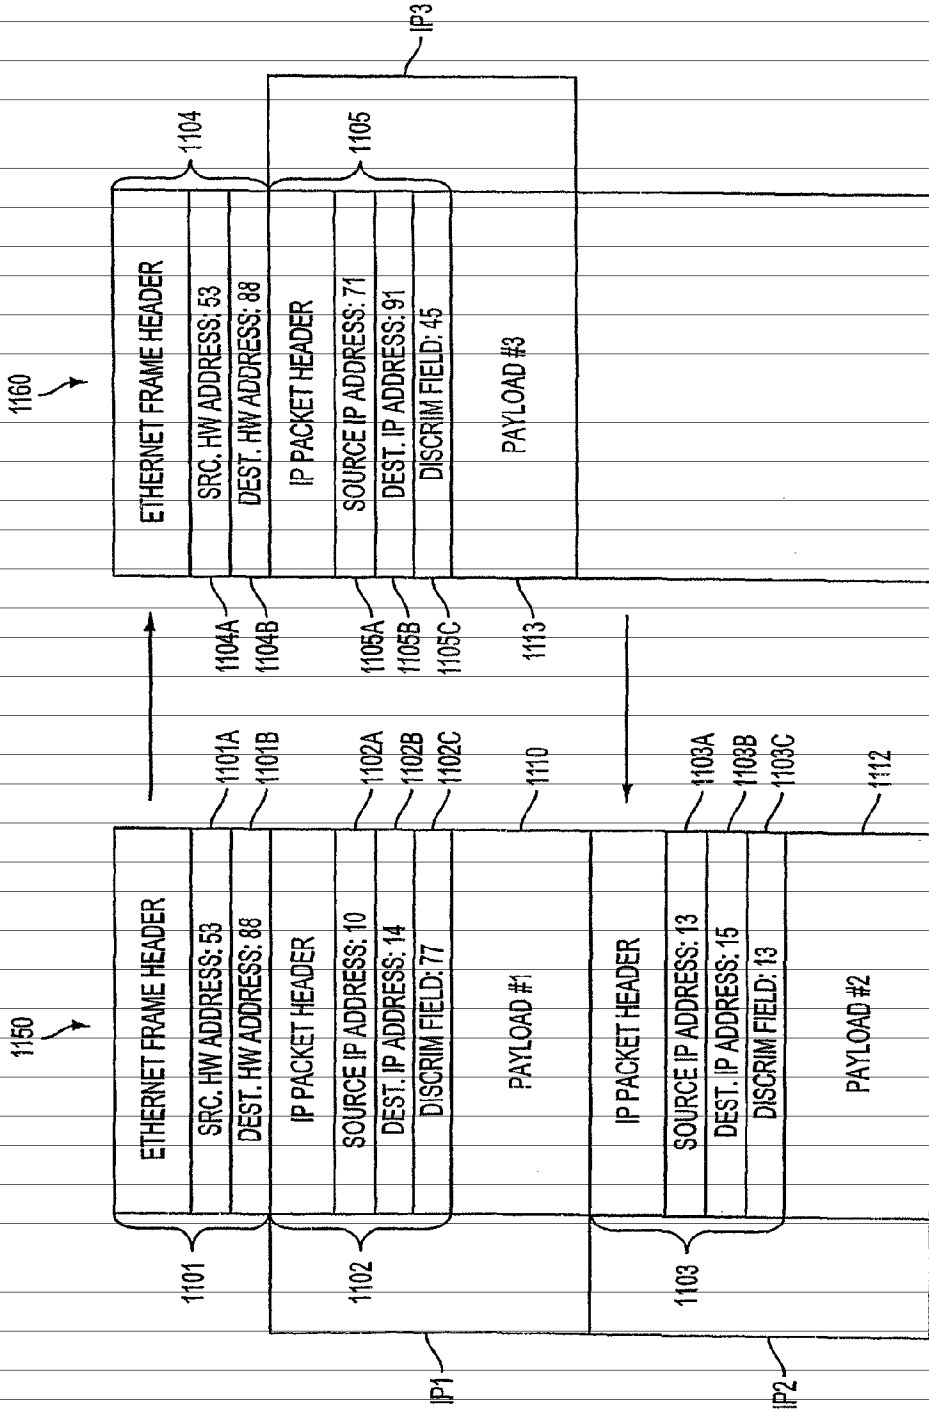 1150
ETHERNET FRAME HEADER
SRC. HW ADDRESS: 53
DEST. HW ADDRESS: 88
IP PACKET HEADER
SOURCE IP ADDRESS: 10
DEST. IP ADDRESS: 14
DISCRIM FIELD: 77
PAYLOAD #1
IP PACKET HEADER
SOURCE IP ADDRESS: 13
DEST. IP ADDRESS: 15
DISCRIM FIELD: 13
PAYLOAD #2
1101
1102
1103
IP1
IP2
1101A
1101B
1102A
1102B
1102C
1110
1103A
1103B
1103C
1112
1160
ETHERNET FRAME HEADER
SRC. HW ADDRESS: 53
DEST. HW ADDRESS: 88
IP PACKET HEADER
SOURCE IP ADDRESS: 71
DEST. IP ADDRESS: 91
DISCRIM FIELD: 45
PAYLOAD #3
1104A
1104B
1105A
1105B
1105C
1113
1104
1105
IP3